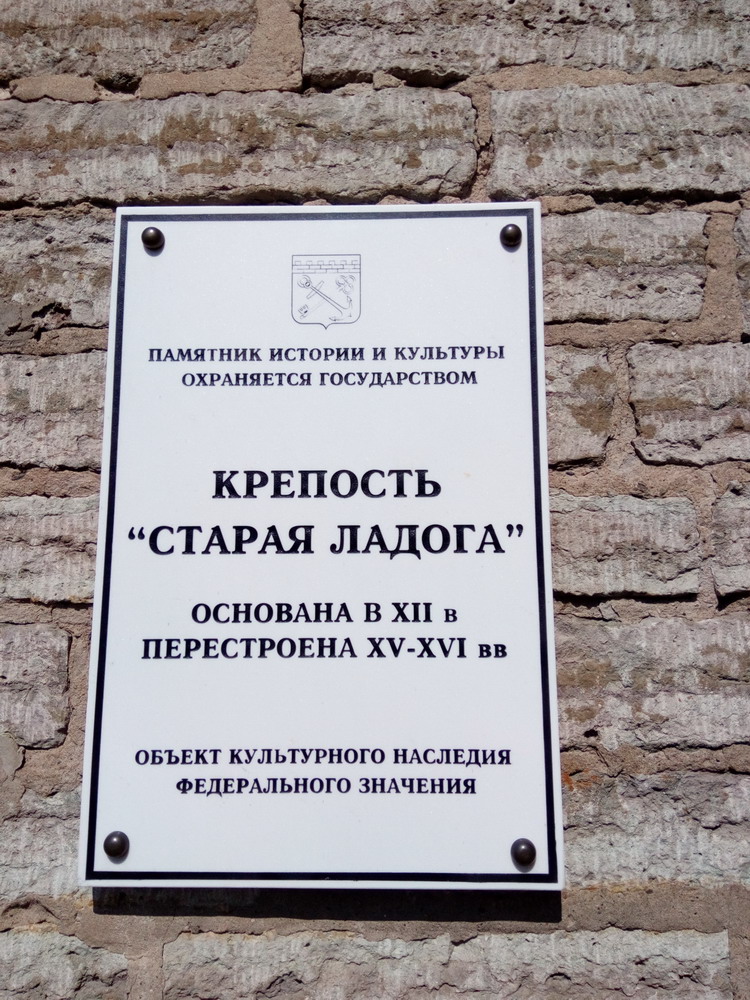 ПАМЯТНИК ИСТОРИИ И КУЛЬТУРЫ
ОХРАНЯЕТСЯ ГОСУДАРСТВОМ
КРЕПОСТЬ
“СТАРАЯ ЛАДОГА”
ОСНОВАНА В XII в
ПЕРЕСТРОЕНА XV-XVI вв
ОБЪЕКТ КУЛЬТУРНОГО НАСЛЕДИЯ
ФЕДЕРАЛЬНОГО ЗНАЧЕНИЯ